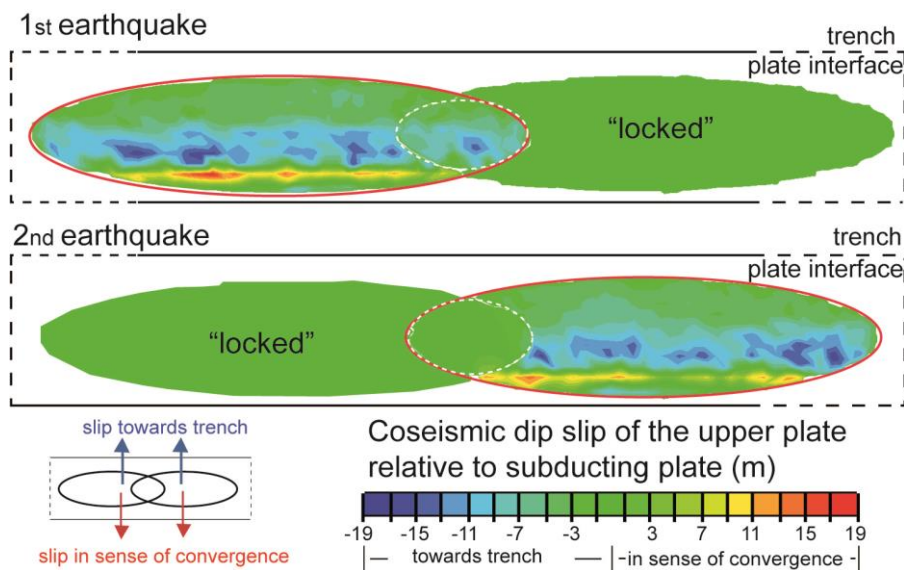 1st earthquake
trench
plate interface
"locked"
2nd earthquake
trench
plate interface
"locked"
slip towards trench
slip in sense of convergence
Coseismic dip slip of the upper plate
relative to subducting plate (m)
-19 -15 -11 -7 -3 3 7 11 15 19
towards trench
in sense of convergence